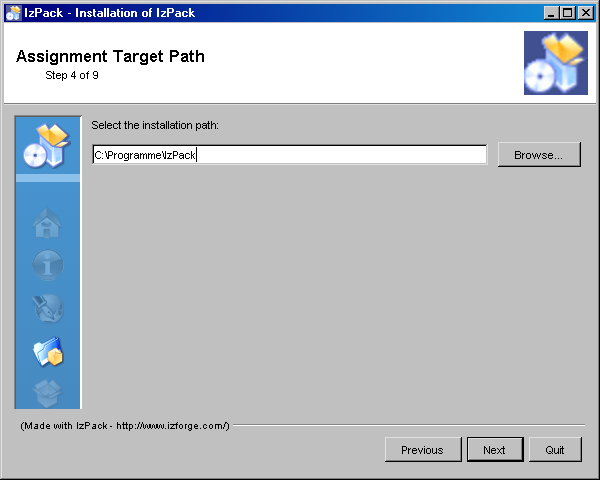 IzPack - Installation of IzPack
Assignment Target Path
Step 4 of 9
Select the installation path:
C:\Programme\IzPack
Browse...
(Made with IzPack - http://www.izforge.com/)
Previous
Next
Quit